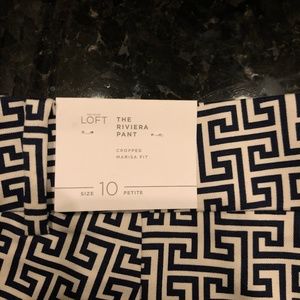 LOFT
THE
RIVIERA
PANT
CROPPED
MARISA FIT
SIZE 10 PETITE